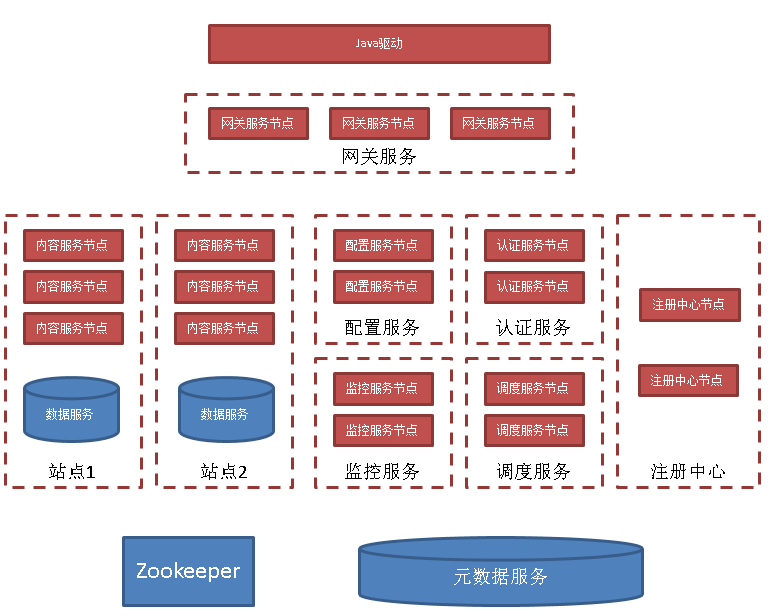 Java驱动
网关服务节点
网关服务节点
网关服务节点
网关服务
内容服务节点
内容服务节点
内容服务节点
数据服务
站点1
内容服务节点
内容服务节点
内容服务节点
数据服务
站点2
配置服务节点
配置服务节点
配置服务
认证服务节点
认证服务节点
认证服务
监控服务节点
监控服务节点
监控服务
调度服务节点
调度服务节点
调度服务
注册中心节点
注册中心节点
注册中心
Zookeeper
元数据服务